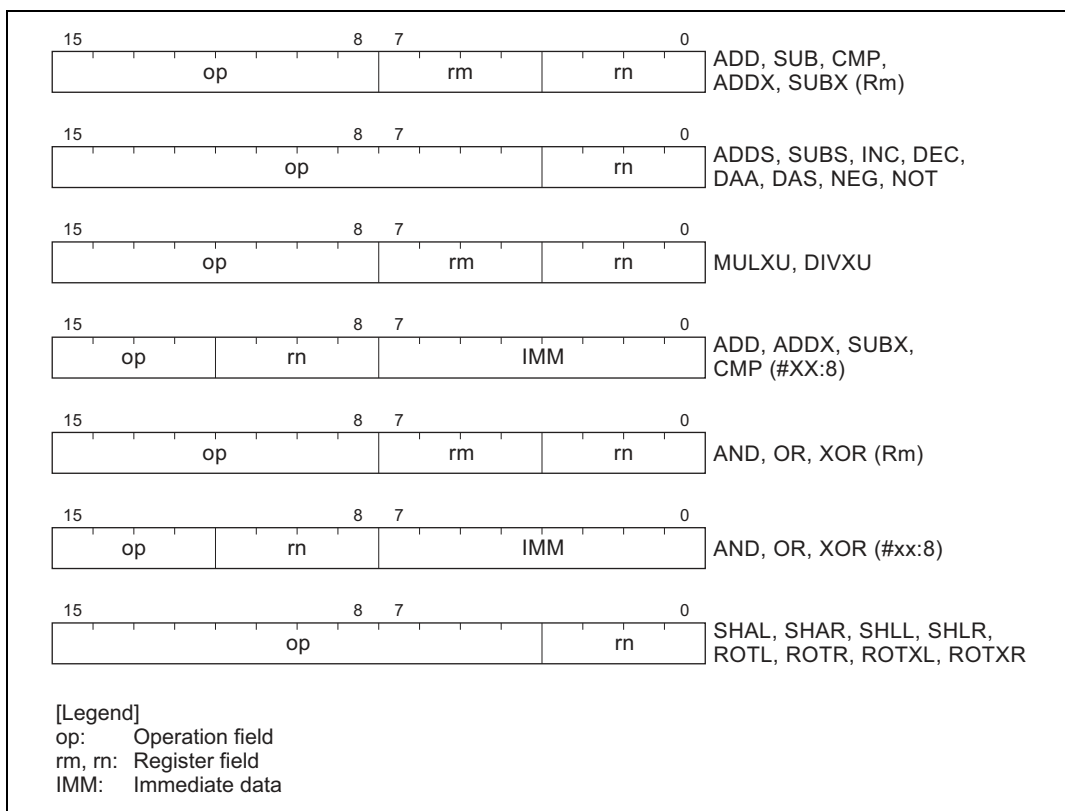 15 8 7 0
op rm rn
ADD, SUB, CMP,
ADDX, SUBX (Rm)
15 8 7 0
op rn
ADDS, SUBS, INC, DEC,
DAA, DAS, NEG, NOT
15 8 7 0
op rm rn
MULXU, DIVXU
15 8 7 0
op rn IMM
ADD, ADDX, SUBX,
CMP (#XX:8)
15 8 7 0
op rm rn
AND, OR, XOR (Rm)
15 8 7 0
op rn IMM
AND, OR, XOR (#xx:8)
15 8 7 0
op rn
SHAL, SHAR, SHLL, SHLR,
ROTL, ROTR, ROTXL, ROTXR
[Legend]
op: Operation field
rm, rn: Register field
IMM: Immediate data